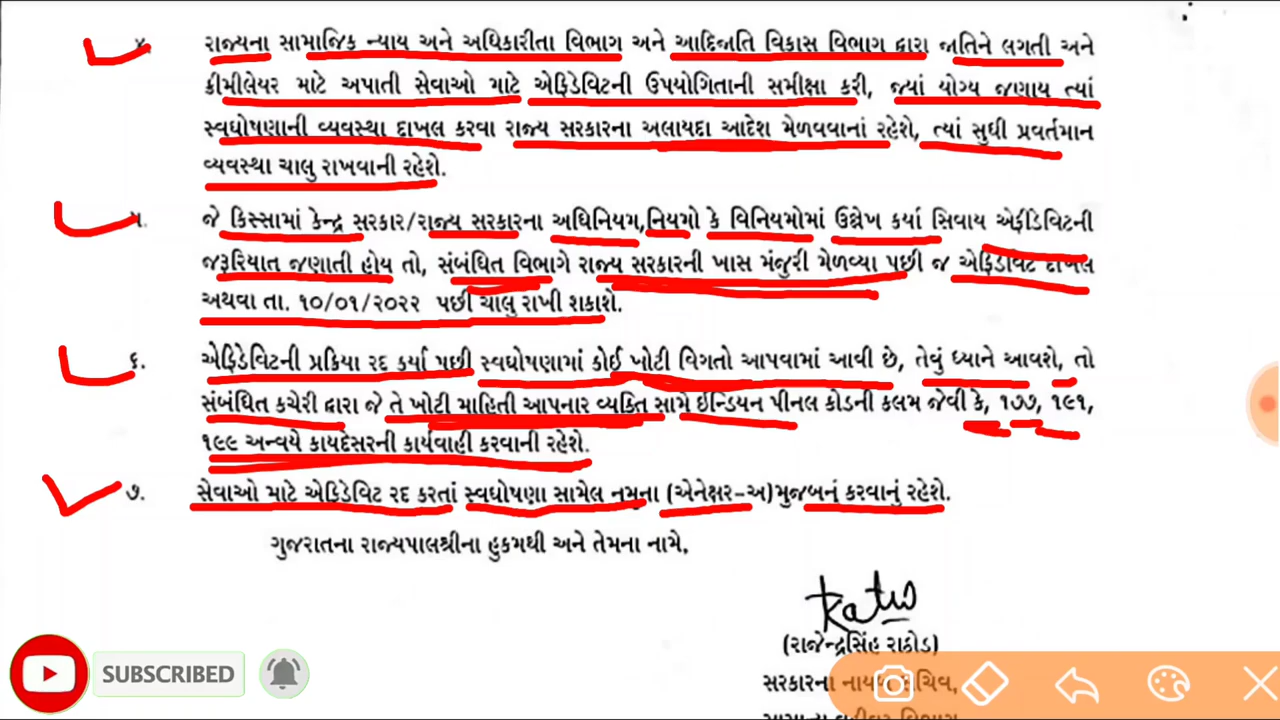 ૪. રાજ્યના સામાજિક ન્યાય અને અધિકારીતા વિભાગ અને આદિજાતિ વિકાસ વિભાગ દ્વારા જાતિને લગતી અને
ક્રીમીલેયર માટે અપાતી સેવાઓ માટે એફિડેવિટની ઉપયોગિતાની સમીક્ષા કરી, જ્યાં યોગ્ય જણાય ત્યાં
સ્વઘોષણાની વ્યવસ્થા દાખલ કરવા રાજ્ય સરકારના અલાયદા આદેશ મેળવવાનાં રહેશે, ત્યાં સુધી પ્રવર્તમાન
વ્યવસ્થા ચાલુ રાખવાની રહેશે.
૫. જે કિસ્સામાં કેન્દ્ર સરકાર/રાજ્ય સરકારના અધિનિયમ, નિયમો કે વિનિયમોમાં ઉલ્લેખ કર્યા સિવાય એફીડેવિટની
જરૂરિયાત જણાતી હોય તો, સંબંધિત વિભાગે રાજ્ય સરકારની ખાસ મંજુરી મેળવ્યા પછી જ એફિડેવિટ દાખલ
અથવા તા. ૧૦/૦૧/૨૦૨૨ પછી ચાલુ રાખી શકાશે.
૬. એફિડેવિટની પ્રક્રિયા રદ કર્યા પછી સ્વઘોષણામાં કોઈ ખોટી વિગતો આપવામાં આવી છે, તેવું ધ્યાને આવશે, તો
સંબંધિત કચેરી દ્વારા જે તે ખોટી માહિતી આપનાર વ્યક્તિ સામે ઇન્ડિયન પીનલ કોડની કલમ જેવી કે, ૧૭૭, ૧૯૧,
૧૯૯ અન્વયે કાયદેસરની કાર્યવાહી કરવાની રહેશે.
૭. સેવાઓ માટે એફિડેવિટ રદ કરતાં સ્વઘોષણા સામેલ નમુના (એનેક્ષર-અ)મુજબનું કરવાનું રહેશે.
ગુજરાતના રાજ્યપાલશ્રીના હુકમથી અને તેમના નામે,
(રાજેન્દ્રસિંહ રાઠોડ)
સરકારના નાયબ સચિવ,
SUBSCRIBED